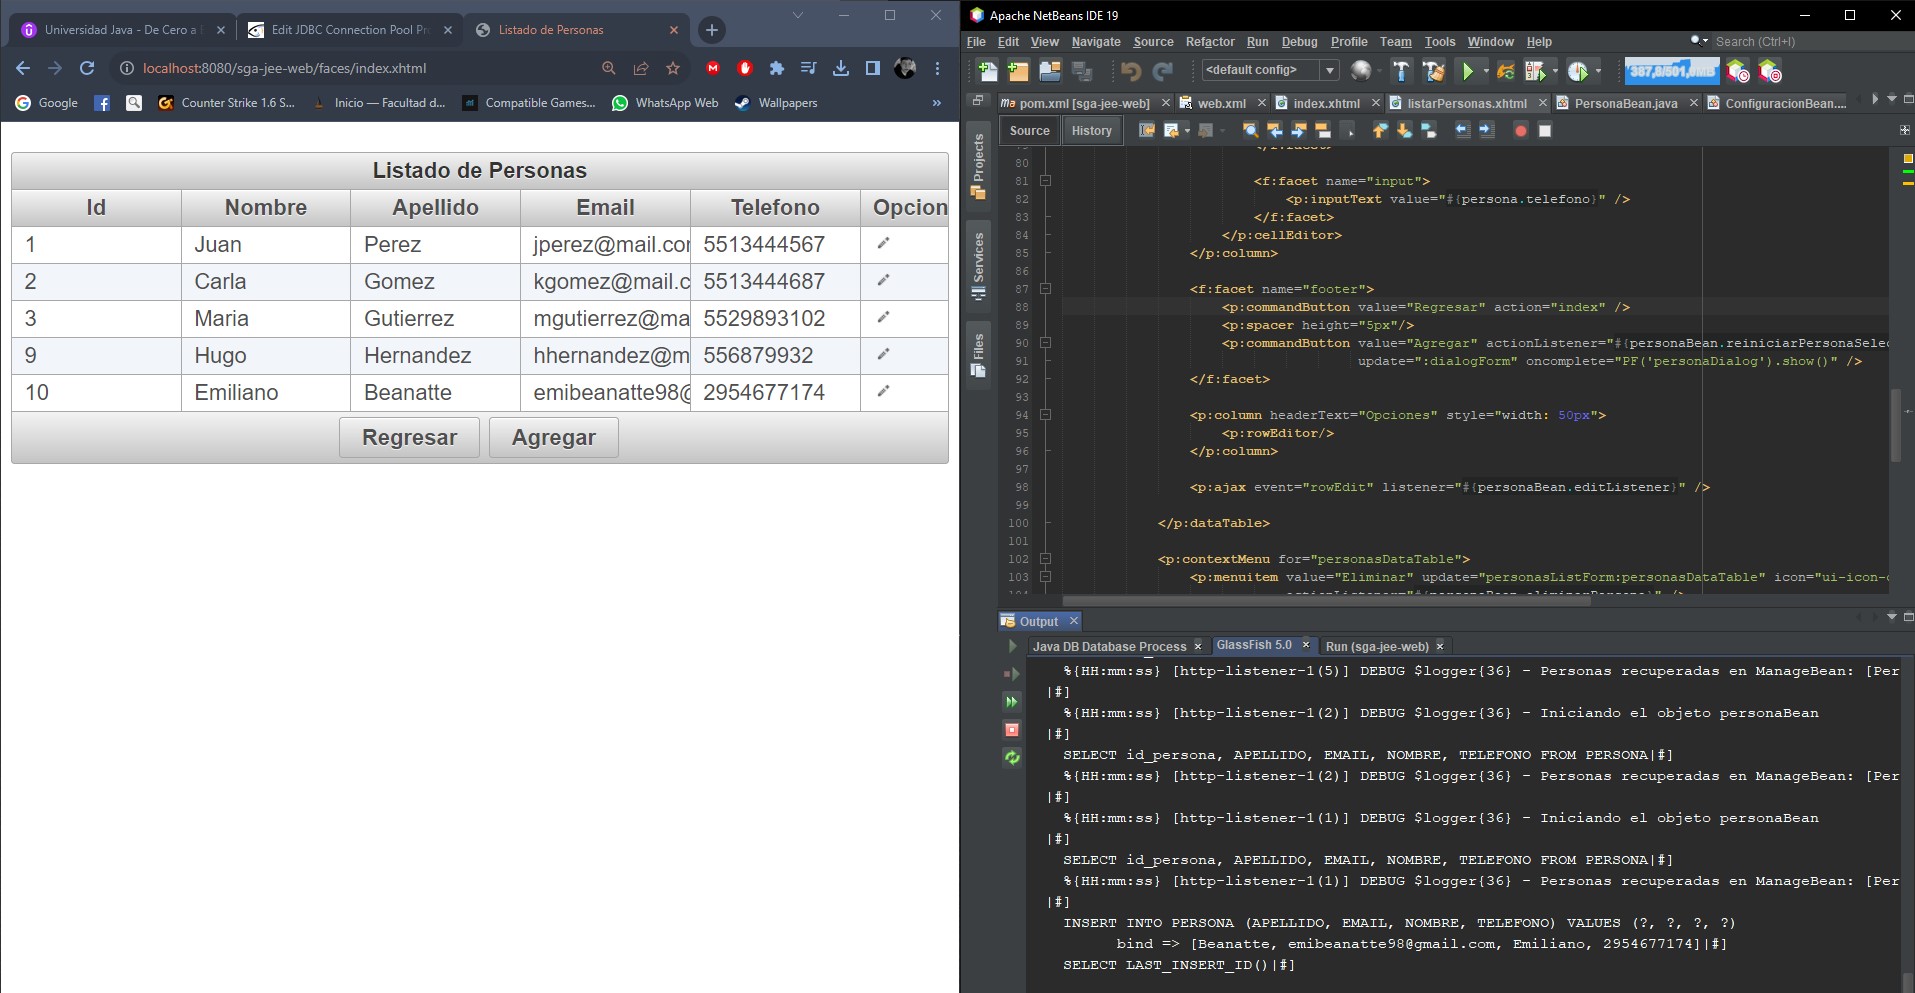 Universidad Java - De Cero a
Edit JDBC Connection Pool Pr
Listado de Personas
localhost:8080/sga-jee-web/faces/index.xhtml
Google
Counter Strike 1.6 S...
Inicio — Facultad d...
Compatible Games...
WhatsApp Web
Wallpapers
»
Listado de Personas
Id Nombre Apellido Email Telefono Opcion
1 Juan Perez jperez@mail.cor 5513444567
2 Carla Gomez kgomez@mail.c 5513444687
3 Maria Gutierrez mgutierrez@ma 5529893102
9 Hugo Hernandez hhernandez@m 556879932
10 Emiliano Beanatte emibeanatte98@ 2954677174
Regresar Agregar
Apache NetBeans IDE 19
File Edit View Navigate Source Refactor Run Debug Profile Team Tools Window Help
Search (Ctrl+I)
<default config>
387,8/501,0MB
pom.xml [sga-jee-web]
web.xml
index.xhtml
listarPersonas.xhtml
PersonaBean.java
ConfiguracionBean....
Source History
Projects
Services
Files
80
81 <f:facet name="input">
82 <p:inputText value="#{persona.telefono}" />
83 </f:facet>
84 </p:cellEditor>
85 </p:column>
86
87 <f:facet name="footer">
88 <p:commandButton value="Regresar" action="index" />
89 <p:spacer height="5px"/>
90 <p:commandButton value="Agregar" actionListener="#{personaBean.reiniciarPersonaSelec
91 update=":dialogForm" oncomplete="PF('personaDialog').show()" />
92 </f:facet>
93
94 <p:column headerText="Opciones" style="width: 50px">
95 <p:rowEditor/>
96 </p:column>
97
98 <p:ajax event="rowEdit" listener="#{personaBean.editListener}" />
99
100 </p:dataTable>
101
102 <p:contextMenu for="personasDataTable">
103 <p:menuitem value="Eliminar" update="personasListForm:personasDataTable" icon="ui-icon-c
Output
Java DB Database Process
GlassFish 5.0
Run (sga-jee-web)
%{HH:mm:ss} [http-listener-1(5)] DEBUG $logger{36} - Personas recuperadas en ManageBean: [Per
|#]
%{HH:mm:ss} [http-listener-1(2)] DEBUG $logger{36} - Iniciando el objeto personaBean
|#]
SELECT id_persona, APELLIDO, EMAIL, NOMBRE, TELEFONO FROM PERSONA|#]
%{HH:mm:ss} [http-listener-1(2)] DEBUG $logger{36} - Personas recuperadas en ManageBean: [Per
|#]
%{HH:mm:ss} [http-listener-1(1)] DEBUG $logger{36} - Iniciando el objeto personaBean
|#]
SELECT id_persona, APELLIDO, EMAIL, NOMBRE, TELEFONO FROM PERSONA|#]
%{HH:mm:ss} [http-listener-1(1)] DEBUG $logger{36} - Personas recuperadas en ManageBean: [Per
|#]
INSERT INTO PERSONA (APELLIDO, EMAIL, NOMBRE, TELEFONO) VALUES (?, ?, ?, ?)
bind => [Beanatte, emibeanatte98@gmail.com, Emiliano, 2954677174]|#]
SELECT LAST_INSERT_ID()|#]